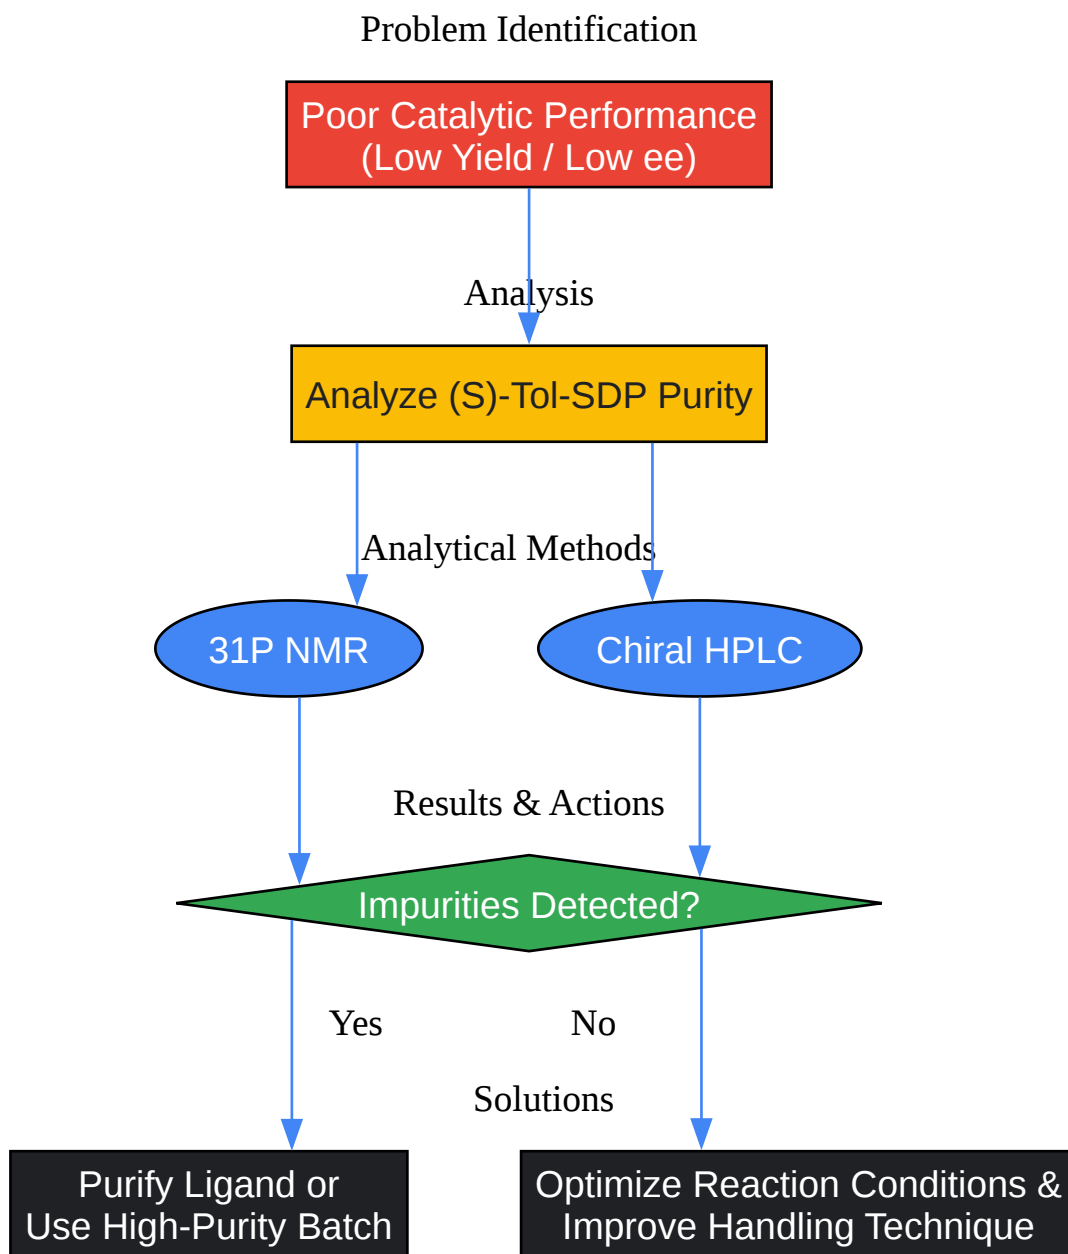 Problem Identification
Poor Catalytic Performance
(Low Yield / Low ee)
Analysis
Analyze (S)-Tol-SDP Purity
Analytical Methods
31P NMR
Chiral HPLC
Results & Actions
Impurities Detected?
Yes
No
Solutions
Purify Ligand or
Use High-Purity Batch
Optimize Reaction Conditions &
Improve Handling Technique